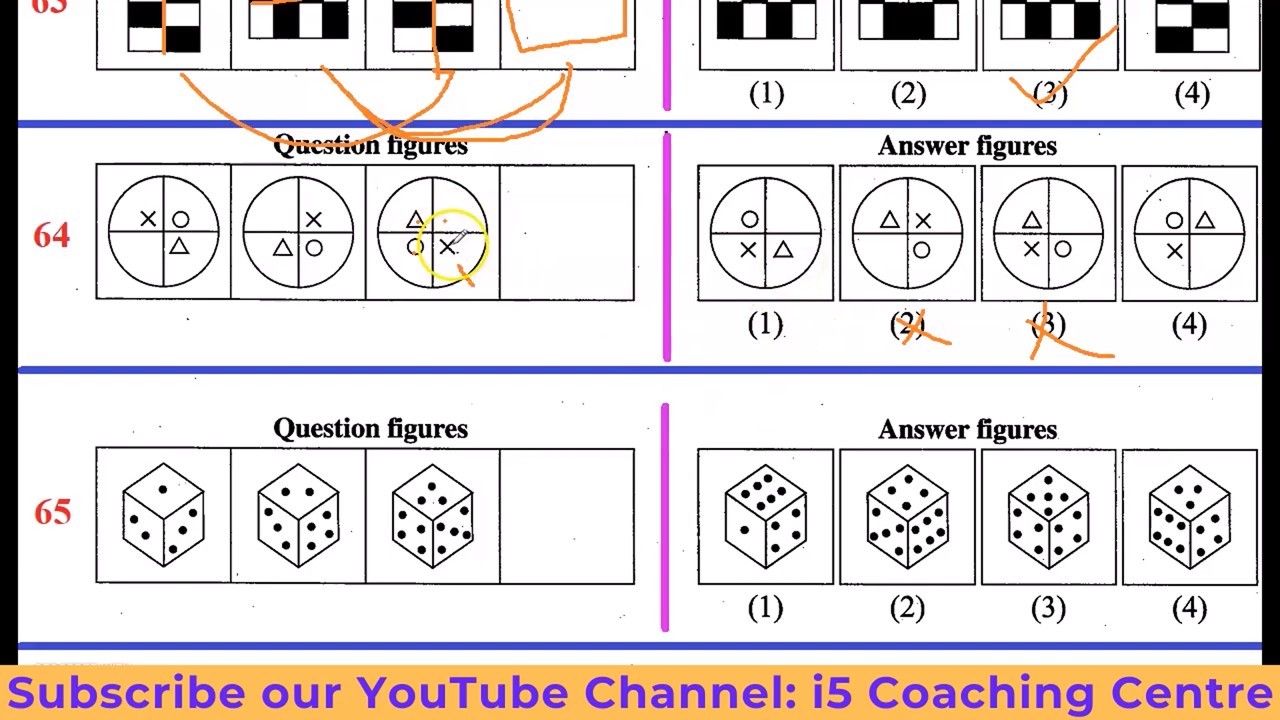 63
(1) (2) (3) (4)
Question figures Answer figures
64
(1) (2) (3) (4)
Question figures Answer figures
65
(1) (2) (3) (4)
Subscribe our YouTube Channel: i5 Coaching Centre